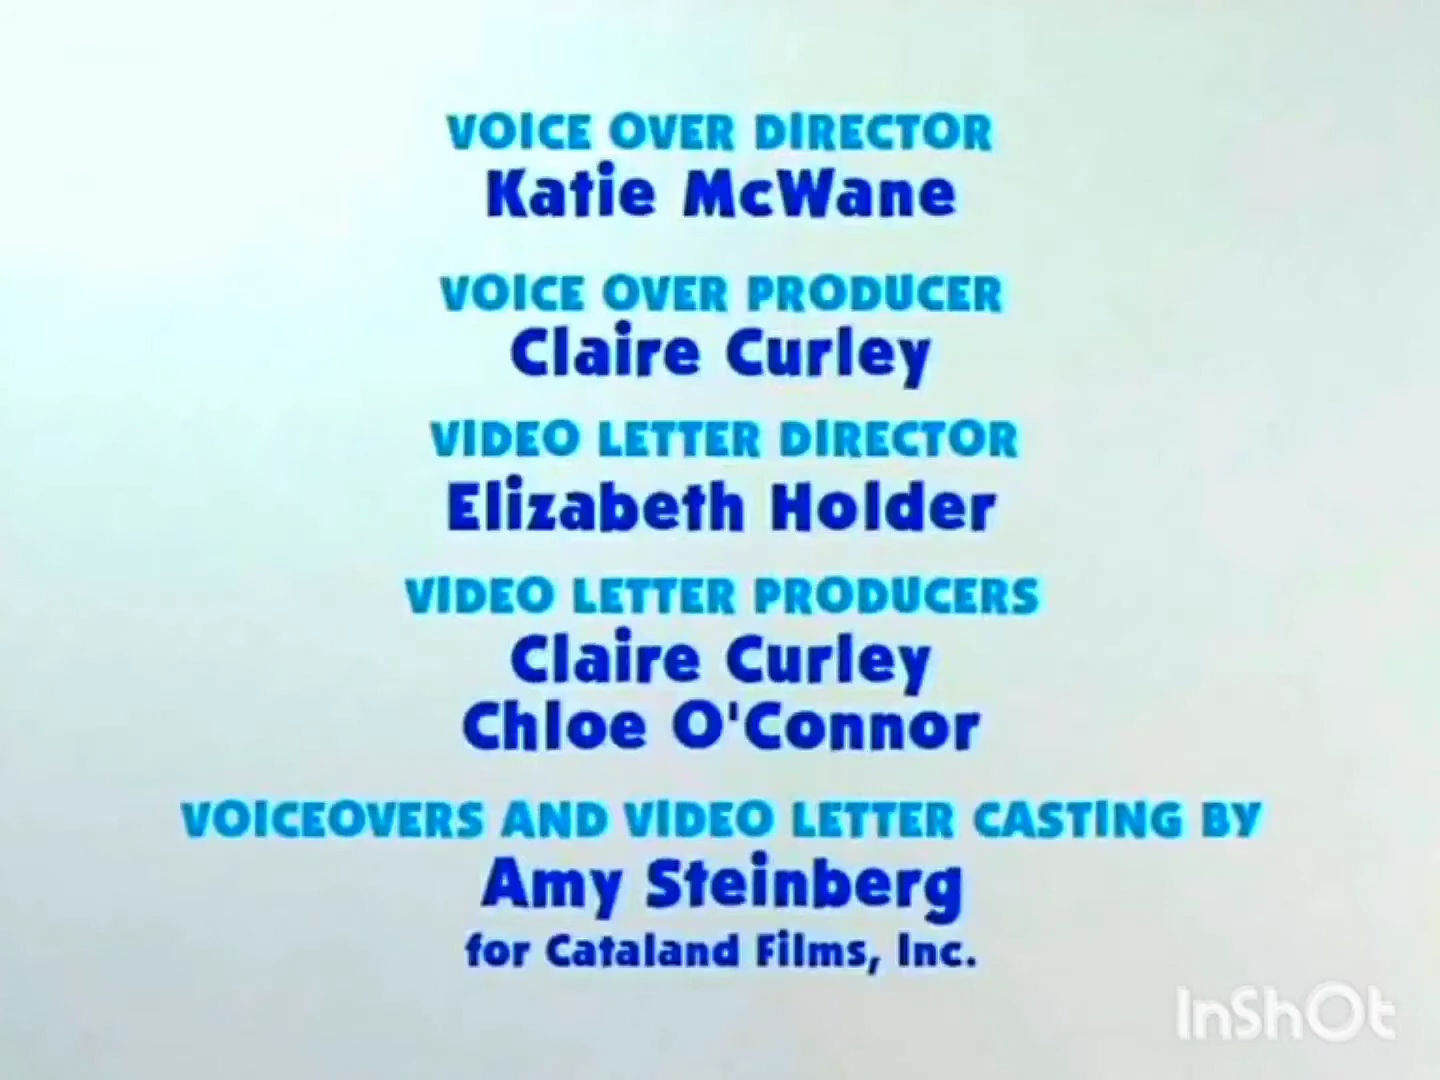 VOICE OVER DIRECTOR
Katie McWane
VOICE OVER PRODUCER
Claire Curley
VIDEO LETTER DIRECTOR
Elizabeth Holder
VIDEO LETTER PRODUCERS
Claire Curley
Chloe O'Connor
VOICEOVERS AND VIDEO LETTER CASTING BY
Amy Steinberg
for Cataland Films, Inc.
InShOt